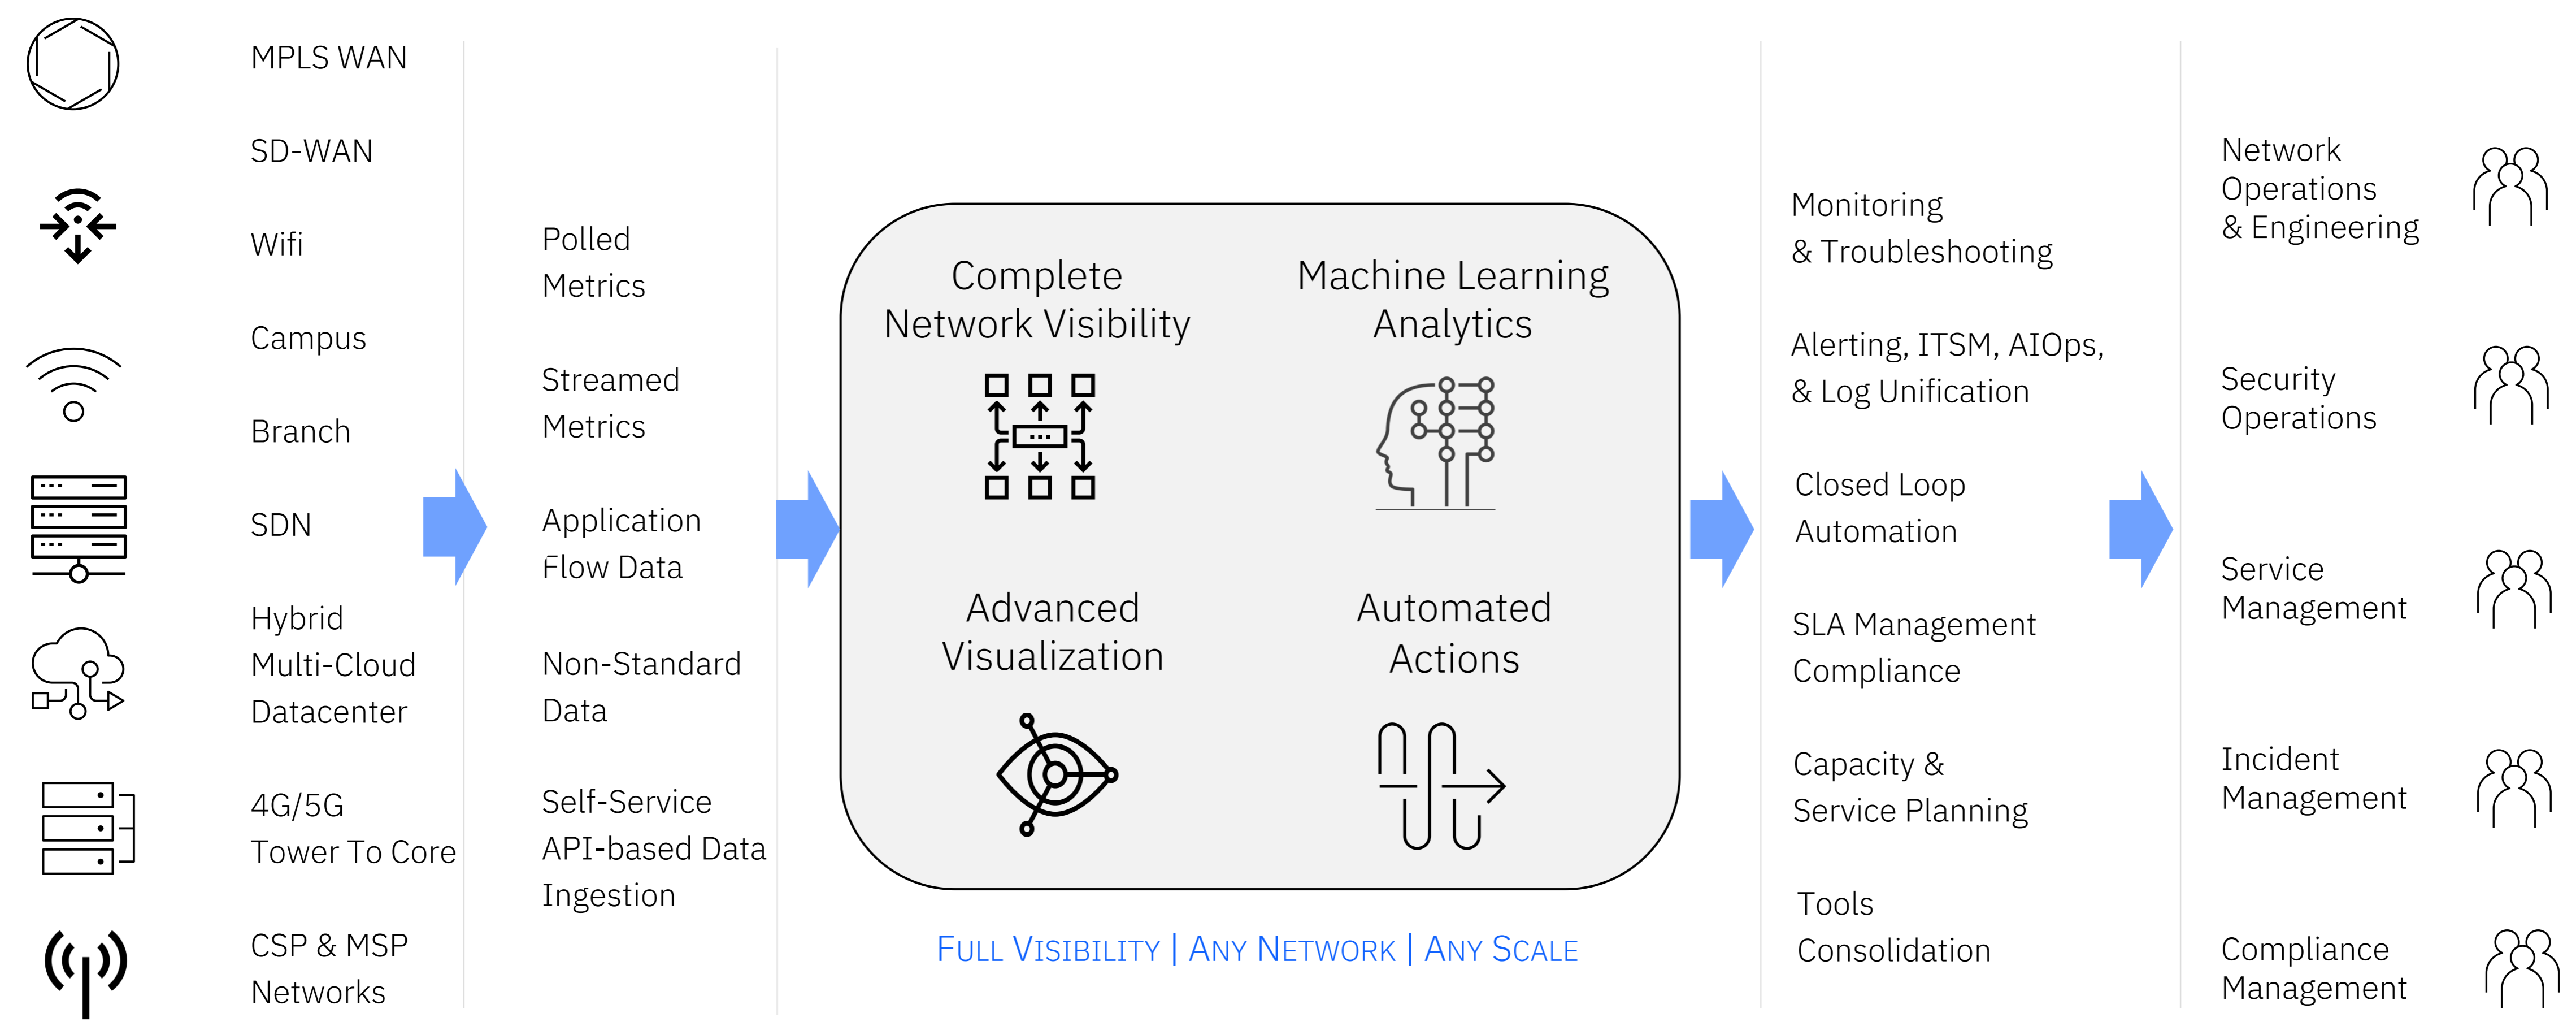 MPLS WAN
SD-WAN
Wifi
Campus
Branch
SDN
Hybrid
Multi-Cloud
Datacenter
4G/5G
Tower To Core
CSP & MSP
Networks
Polled
Metrics
Streamed
Metrics
Application
Flow Data
Non-Standard
Data
Self-Service
API-based Data
Ingestion
Complete
Network Visibility
Machine Learning
Analytics
Advanced
Visualization
Automated
Actions
FULL VISIBILITY | ANY NETWORK | ANY SCALE
Monitoring
& Troubleshooting
Alerting, ITSM, AIOps,
& Log Unification
Closed Loop
Automation
SLA Management
Compliance
Capacity &
Service Planning
Tools
Consolidation
Network
Operations
& Engineering
Security
Operations
Service
Management
Incident
Management
Compliance
Management